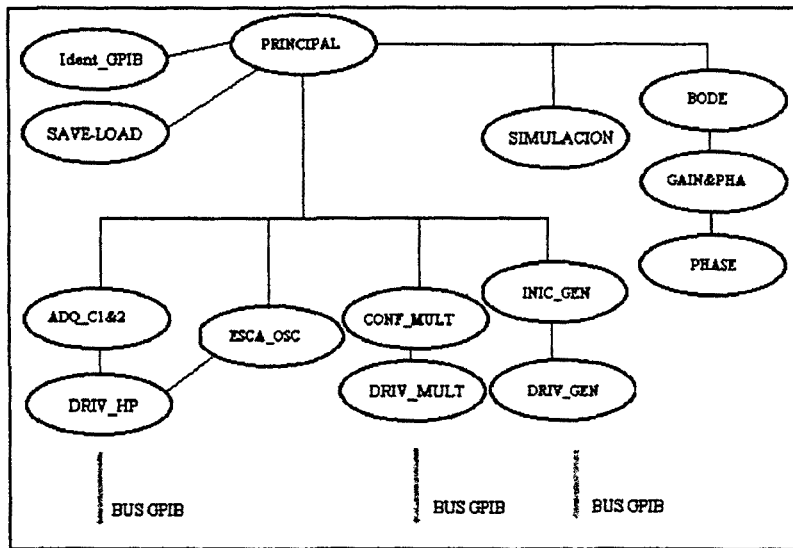 PRINCIPAL
Ident_GPIB
SAVE-LOAD
SIMULACION
BODE
GAIN&PHA
PHASE
ADQ_C1&2
ESCA_OSC
CONF_MULT
INIC_GEN
DRIV_HP
DRIV_MULT
DRIV_GEN
BUS GPIB
BUS GPIB
BUS GPIB